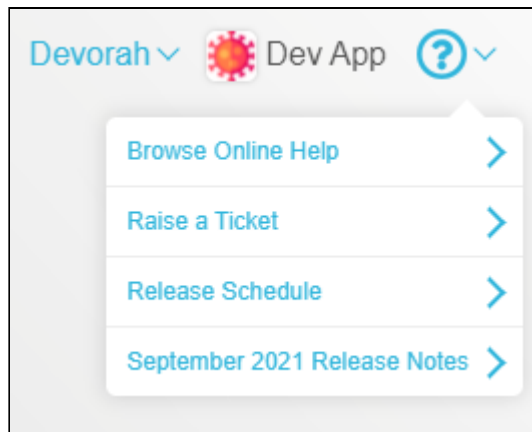 Devorah Dev App ?
Browse Online Help
Raise a Ticket
Release Schedule
September 2021 Release Notes